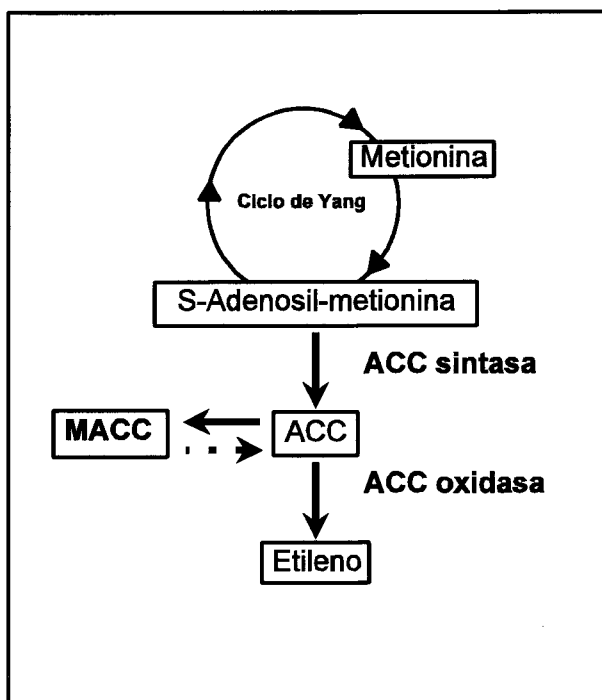 Metionina
Ciclo de Yang
S-Adenosil-metionina
ACC sintasa
MACC
ACC
ACC oxidasa
Etileno